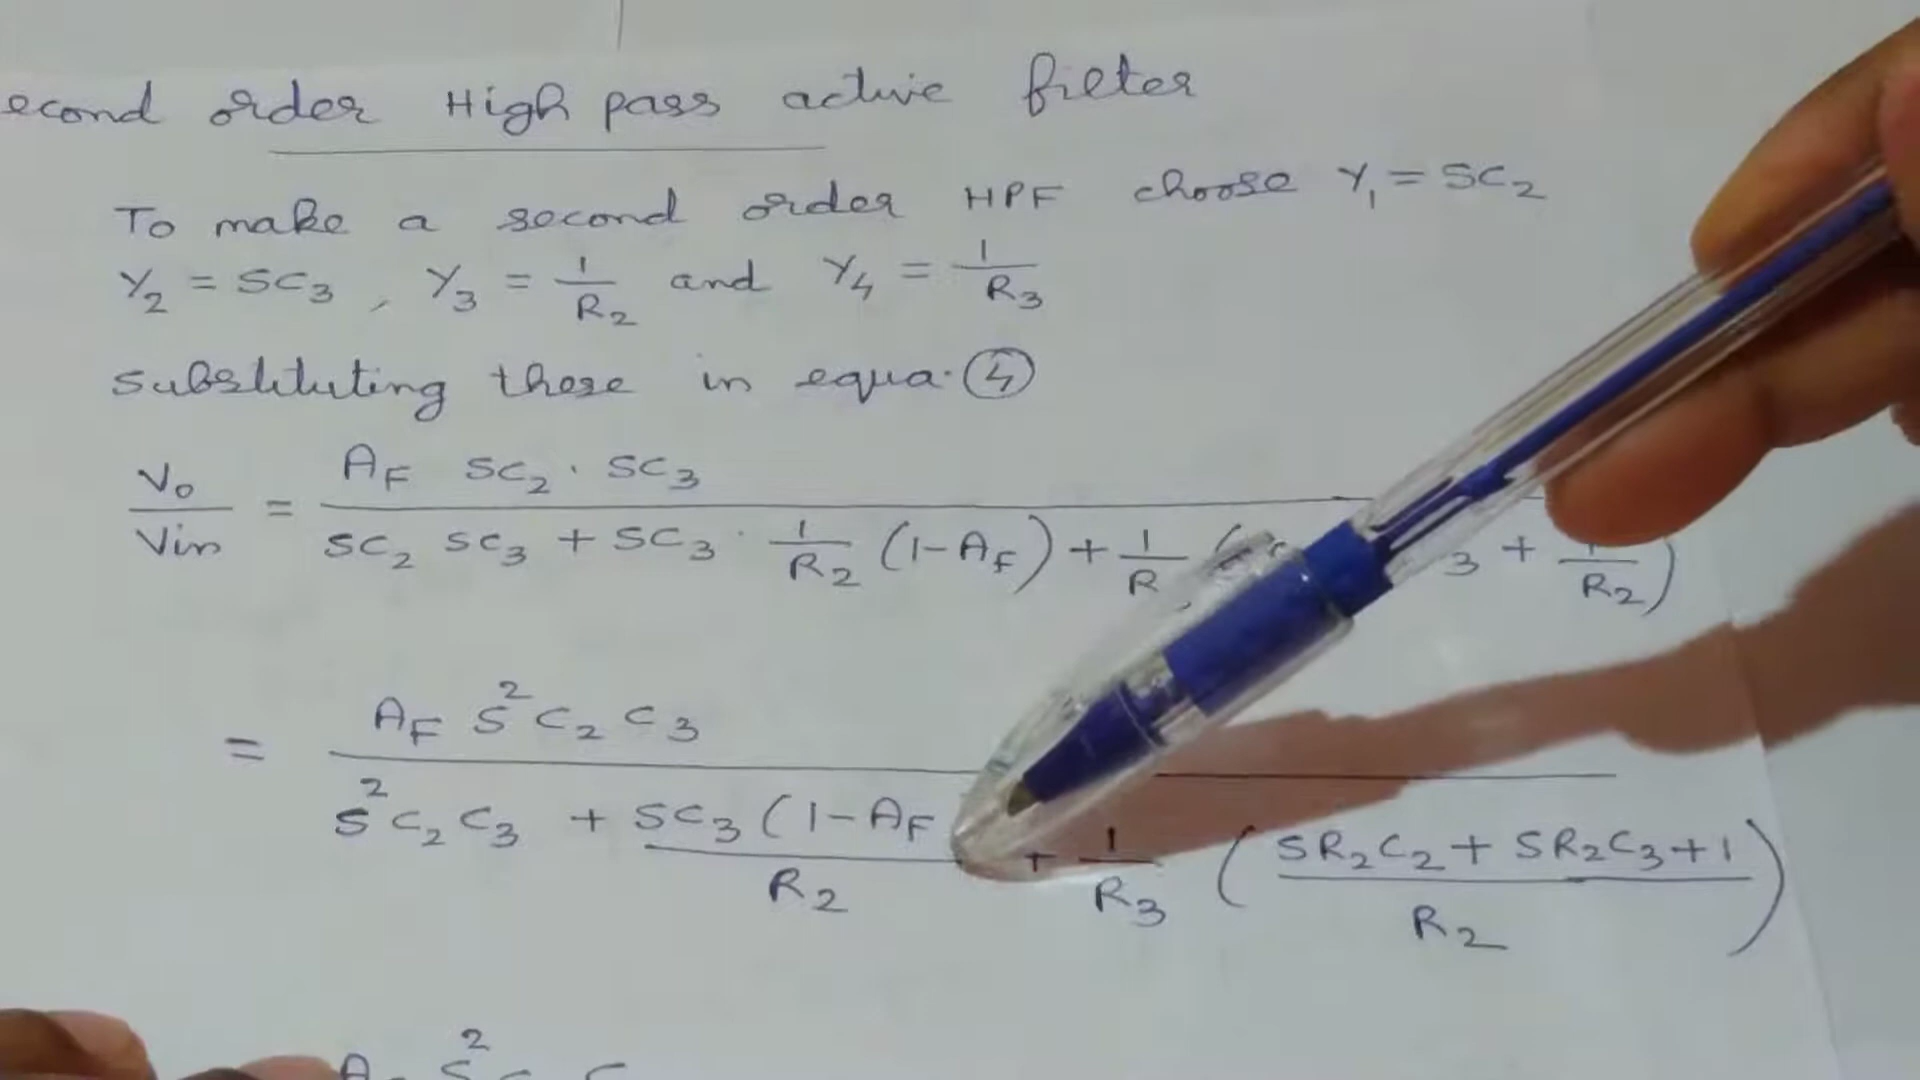 econd order High pass active filter
To make a second order HPF choose Y₁ = SC₂
Y₂ = SC₃ , Y₃ = 1/R₂ and Y₄ = 1/R₃
substituting these in equa. ④
Vo/Vin = A_F SC₂ . SC₃
SC₂ SC₃ + SC₃ . 1/R₂ (1-A_F) + 1/R ( 3 + 1/R₂)
= A_F S² C₂ C₃
S² C₂ C₃ + SC₃ (1-A_F / R₂ + 1/R₃ ( SR₂C₂ + SR₂C₃ + 1 / R₂ )